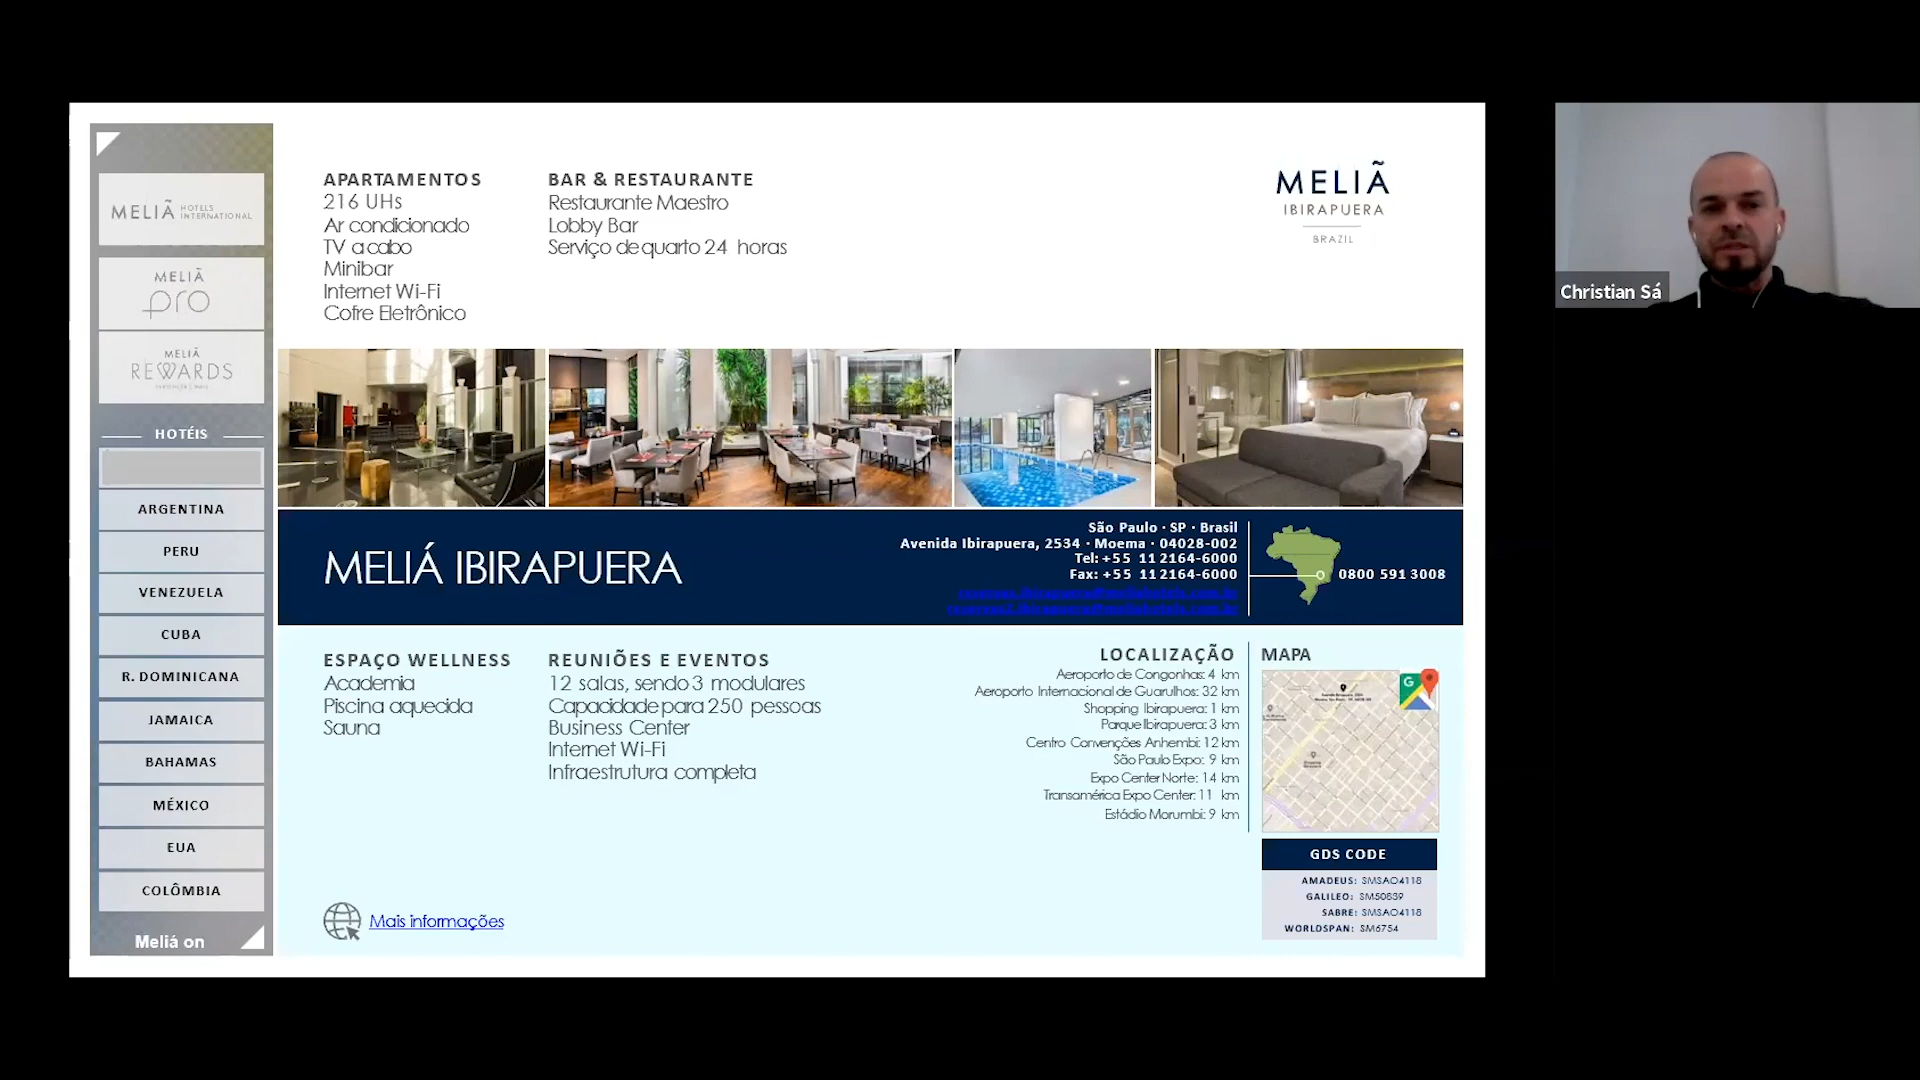 MELIÃ HOTELS INTERNATIONAL
MELIÃ
pro
MELIÁ
REWARDS
HOTÉIS
ARGENTINA
PERU
VENEZUELA
CUBA
R. DOMINICANA
JAMAICA
BAHAMAS
MÉXICO
EUA
COLÔMBIA
Meliá on
APARTAMENTOS
216 UHs
Ar condicionado
TV a cabo
Minibar
Internet Wi-Fi
Cofre Eletrônico
BAR & RESTAURANTE
Restaurante Maestro
Lobby Bar
Serviço de quarto 24 horas
MELIÃ
IBIRAPUERA
BRAZIL
MELIÁ IBIRAPUERA
São Paulo · SP · Brasil
Avenida Ibirapuera, 2534 · Moema · 04028-002
Tel: +55 11 2164-6000
Fax: +55 11 2164-6000
0800 591 3008
ESPAÇO WELLNESS
Academia
Piscina aquecida
Sauna
REUNIÕES E EVENTOS
12 salas, sendo 3 modulares
Capacidade para 250 pessoas
Business Center
Internet Wi-Fi
Infraestrutura completa
LOCALIZAÇÃO
Aeroporto de Congonhas: 4 km
Aeroporto Internacional de Guarulhos: 32 km
Shopping Ibirapuera: 1 km
Parque Ibirapuera: 3 km
Centro Convenções Anhembi: 12 km
São Paulo Expo: 9 km
Expo Center Norte: 14 km
Transamérica Expo Center: 11 km
Estádio Morumbi: 9 km
MAPA
G
GDS CODE
AMADEUS: SMSAO4118
GALILEO: SM50839
SABRE: SMSAO4118
WORLDSPAN: SM6754
Mais informações
Christian Sá